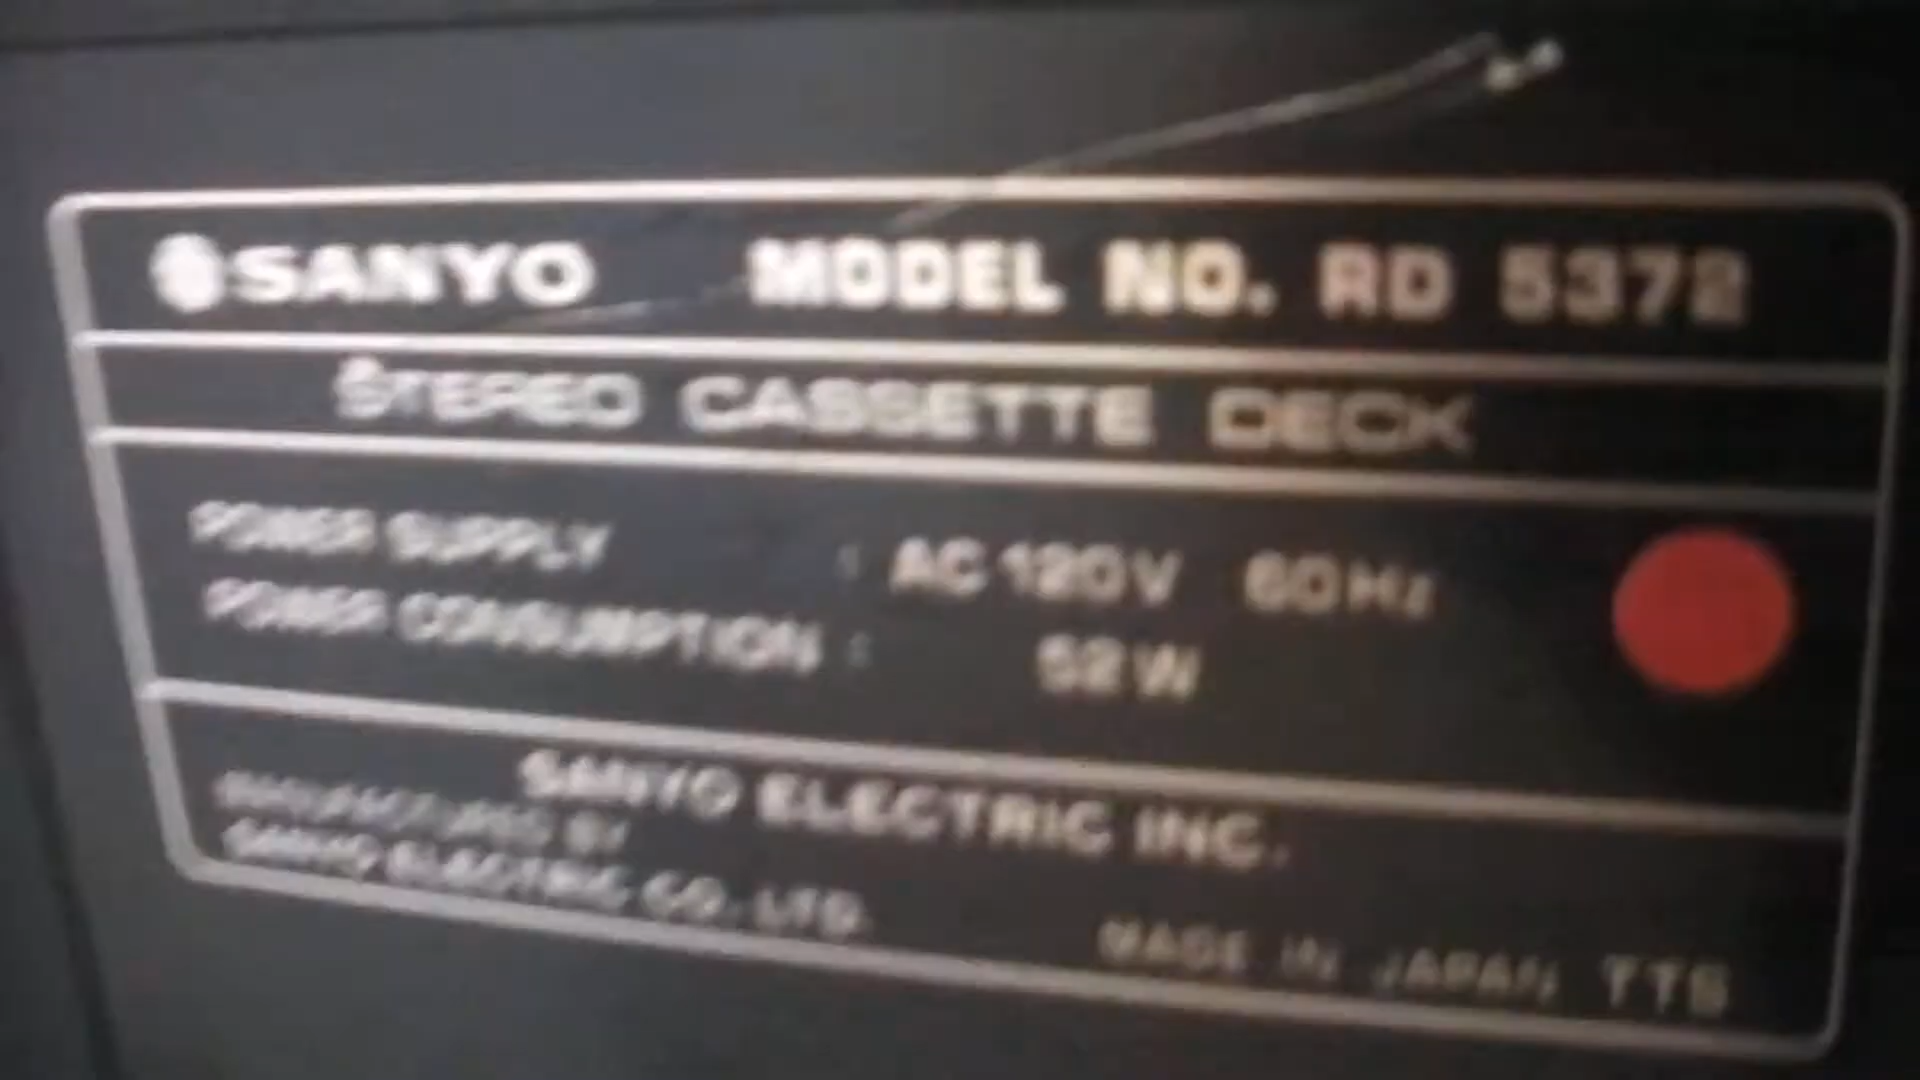 SANYO MODEL NO. RD 5372
STEREO CASSETTE DECK
POWER SUPPLY : AC 120V 60Hz
POWER CONSUMPTION : 52W
SANYO ELECTRIC INC.
MANUFACTURED BY
SANYO ELECTRIC CO., LTD.
MADE IN JAPAN